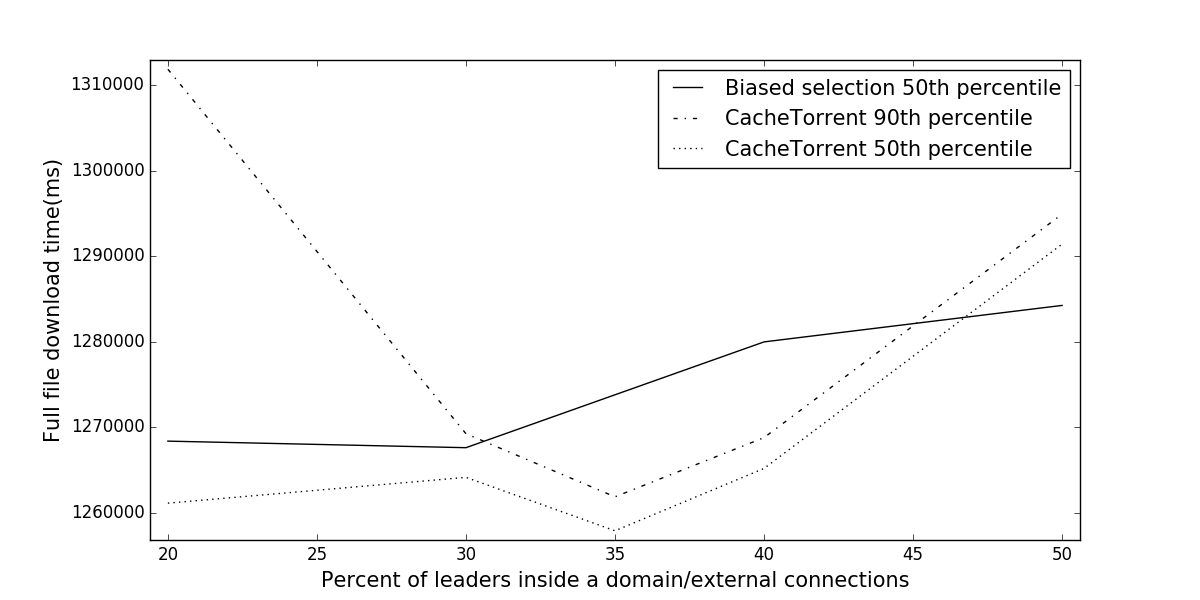 Biased selection 50th percentile
CacheTorrent 90th percentile
CacheTorrent 50th percentile
Full file download time(ms)
1310000
1300000
1290000
1280000
1270000
1260000
20 25 30 35 40 45 50
Percent of leaders inside a domain/external connections